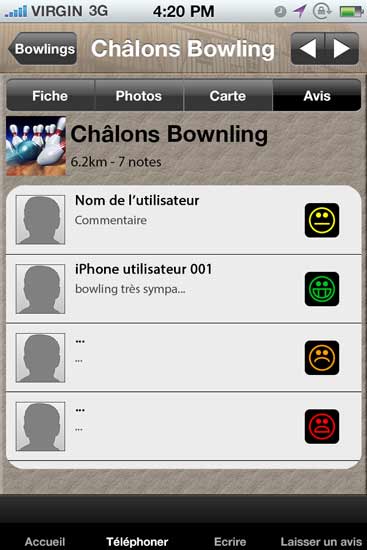 VIRGIN 3G 4:20 PM
Bowlings Châlons Bowling
Fiche Photos Carte Avis
Châlons Bownling
6.2km - 7 notes
Nom de l'utilisateur
Commentaire
iPhone utilisateur 001
bowling très sympa...
...
...
...
...
Accueil Téléphoner Ecrire Laisser un avis